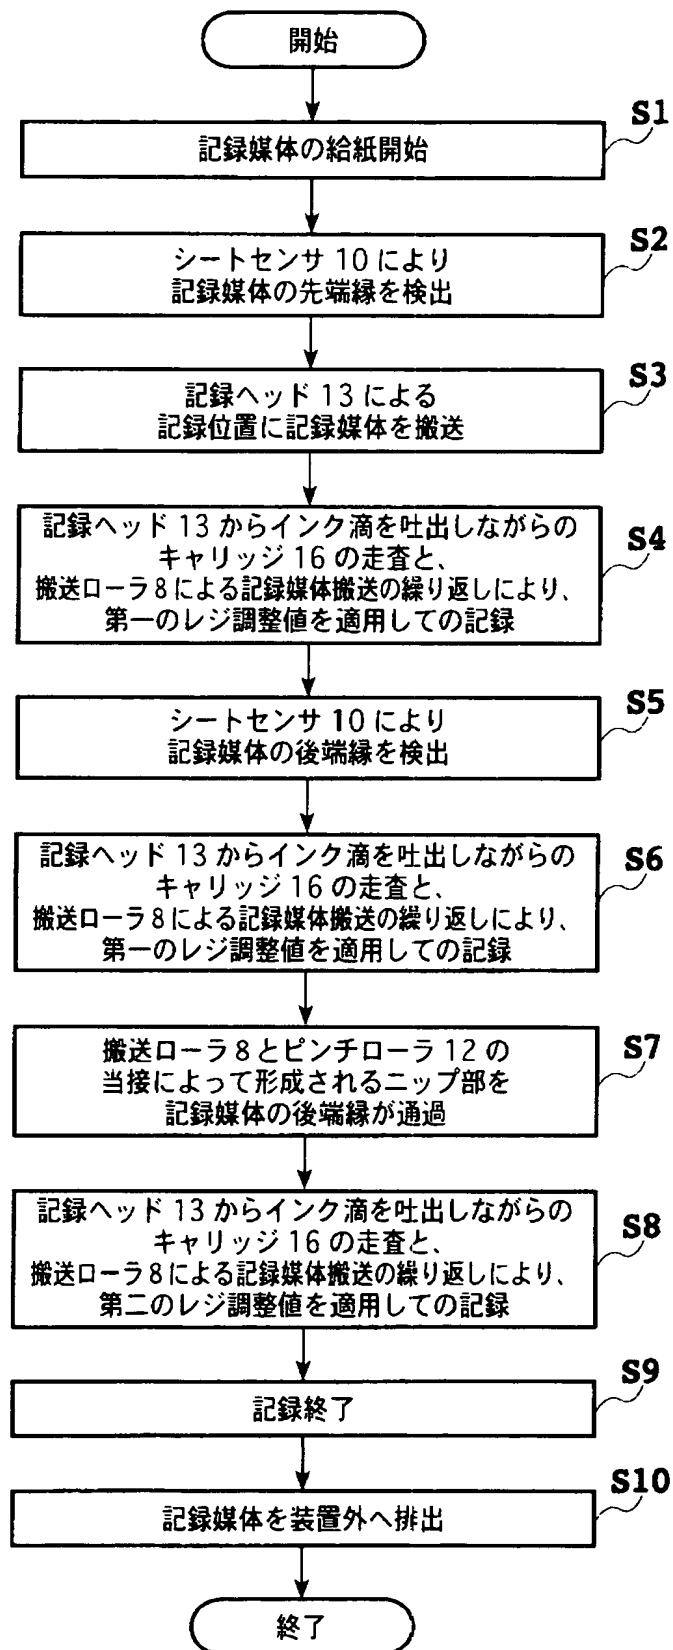 開始
S1
記録媒体の給紙開始
S2
シートセンサ 10 により
記録媒体の先端縁を検出
S3
記録ヘッド 13 による
記録位置に記録媒体を搬送
S4
記録ヘッド 13 からインク滴を吐出しながらの
キャリッジ 16 の走査と、
搬送ローラ 8 による記録媒体搬送の繰り返しにより、
第一のレジ調整値を適用しての記録
S5
シートセンサ 10 により
記録媒体の後端縁を検出
S6
記録ヘッド 13 からインク滴を吐出しながらの
キャリッジ 16 の走査と、
搬送ローラ 8 による記録媒体搬送の繰り返しにより、
第一のレジ調整値を適用しての記録
S7
搬送ローラ 8 とピンチローラ 12 の
当接によって形成されるニップ部を
記録媒体の後端縁が通過
S8
記録ヘッド 13 からインク滴を吐出しながらの
キャリッジ 16 の走査と、
搬送ローラ 8 による記録媒体搬送の繰り返しにより、
第二のレジ調整値を適用しての記録
S9
記録終了
S10
記録媒体を装置外へ排出
終了